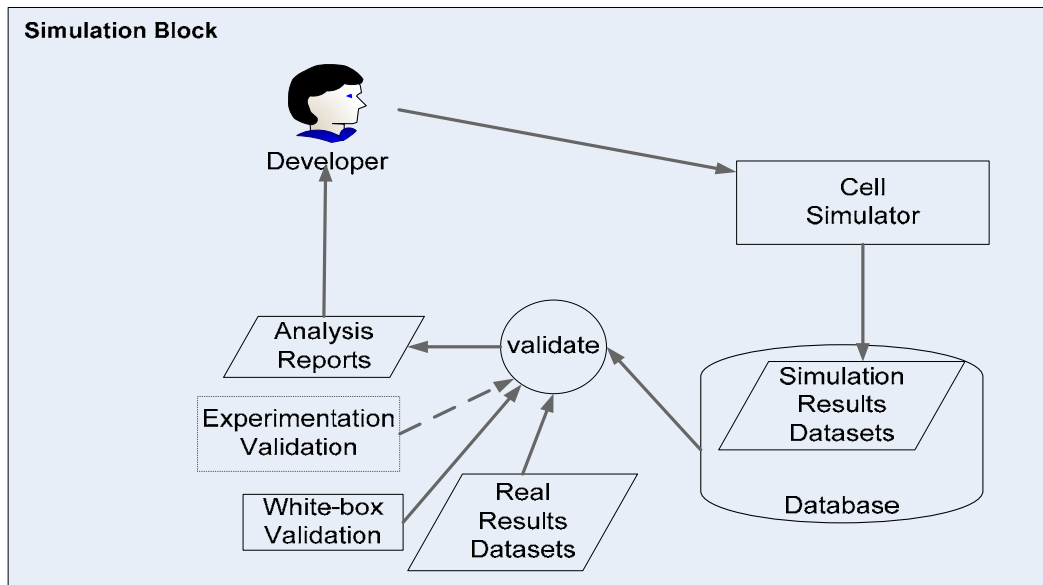 Simulation Block
Developer
Cell
Simulator
Analysis
Reports
validate
Simulation
Results
Datasets
Experimentation
Validation
White-box
Validation
Real
Results
Datasets
Database